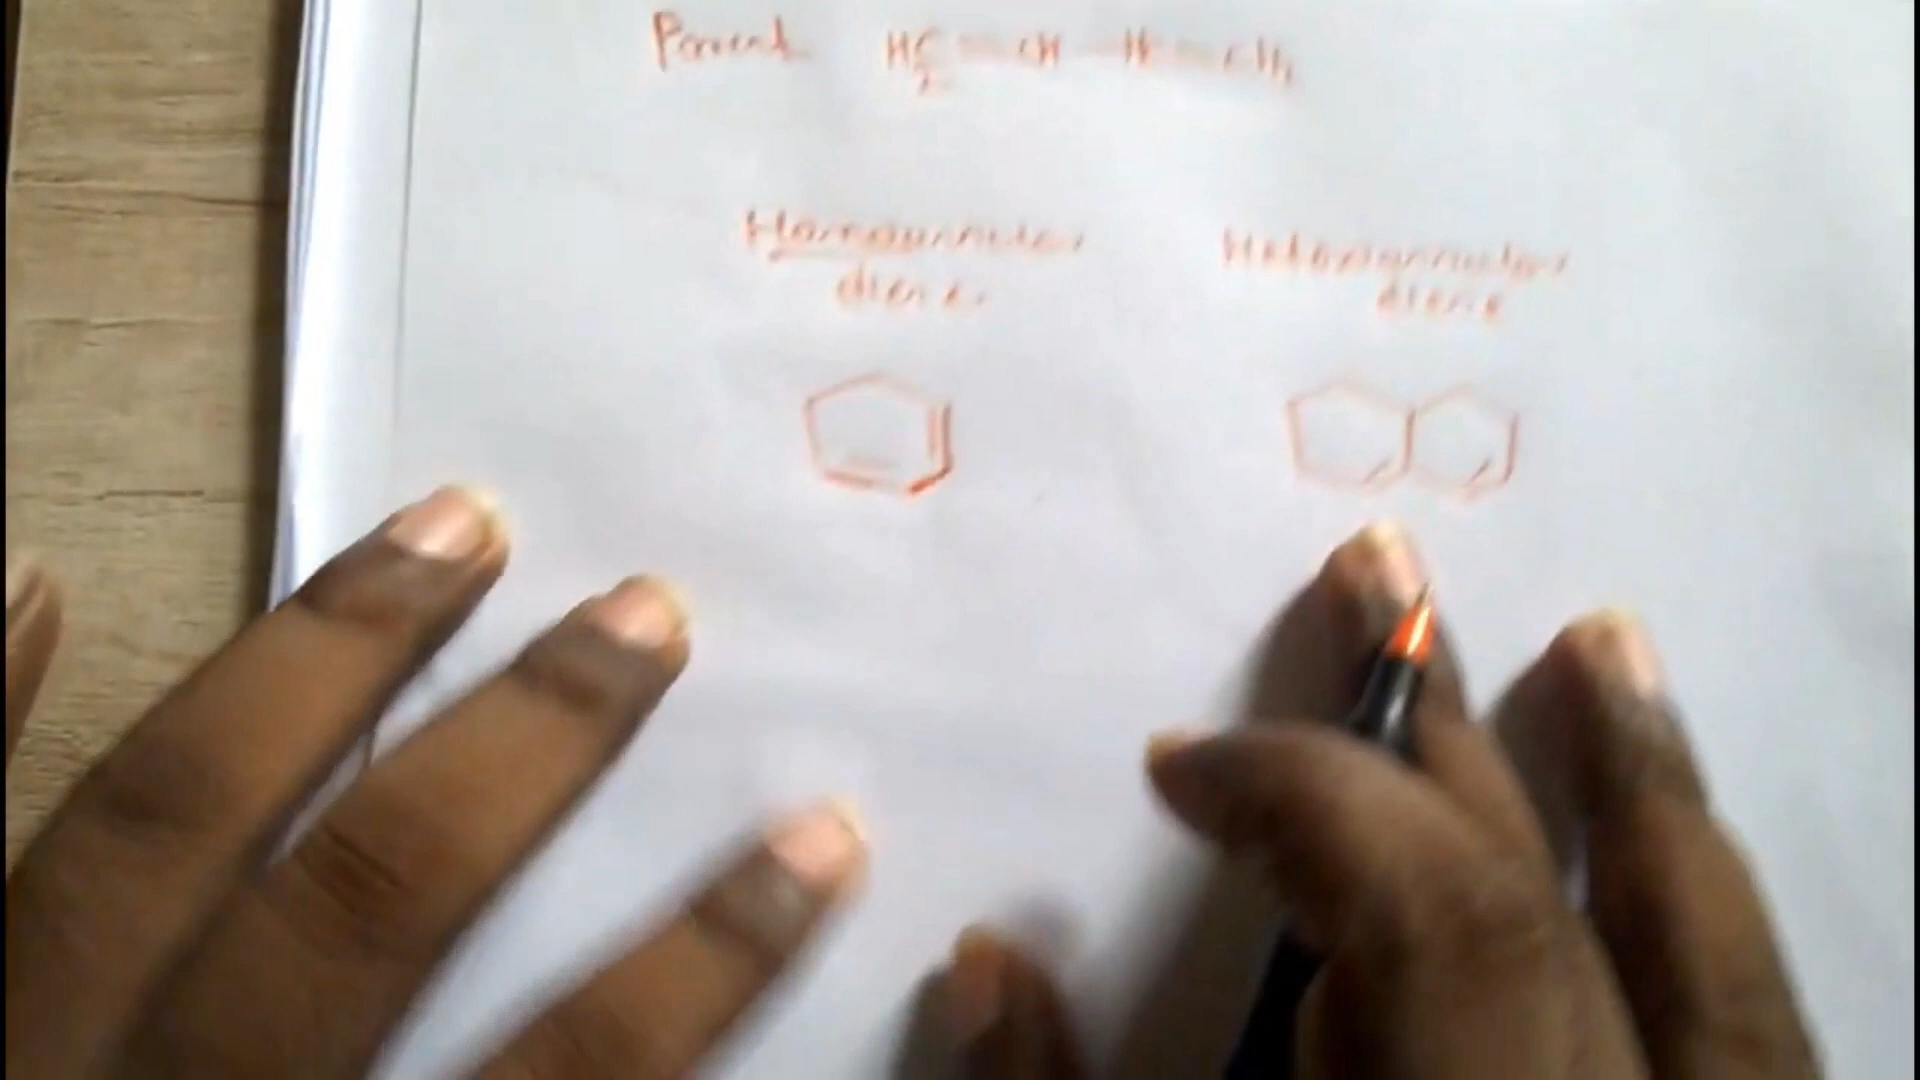 Parent H₂C = CH - HC = CH₂
Homoannular
diene
Heteroannular
diene